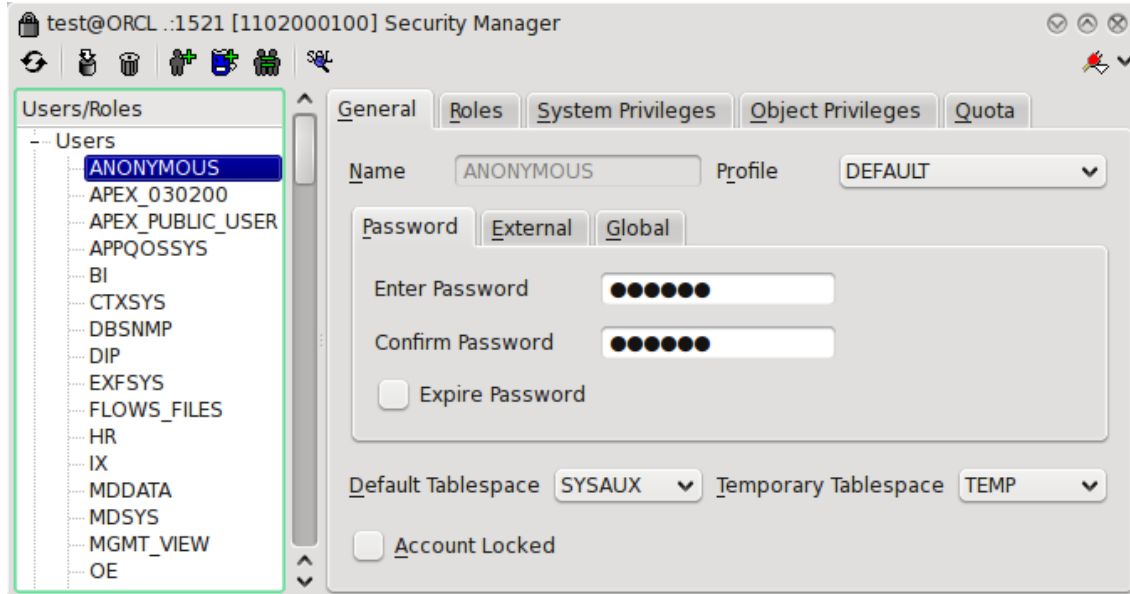 test@ORCL .:1521 [1102000100] Security Manager
SQL
Users/Roles
Users
ANONYMOUS
APEX_030200
APEX_PUBLIC_USER
APPQOSSYS
BI
CTXSYS
DBSNMP
DIP
EXFSYS
FLOWS_FILES
HR
IX
MDDATA
MDSYS
MGMT_VIEW
OE
General Roles System Privileges Object Privileges Quota
Name ANONYMOUS Profile DEFAULT
Password External Global
Enter Password ●●●●●●
Confirm Password ●●●●●●
Expire Password
Default Tablespace SYSAUX Temporary Tablespace TEMP
Account Locked